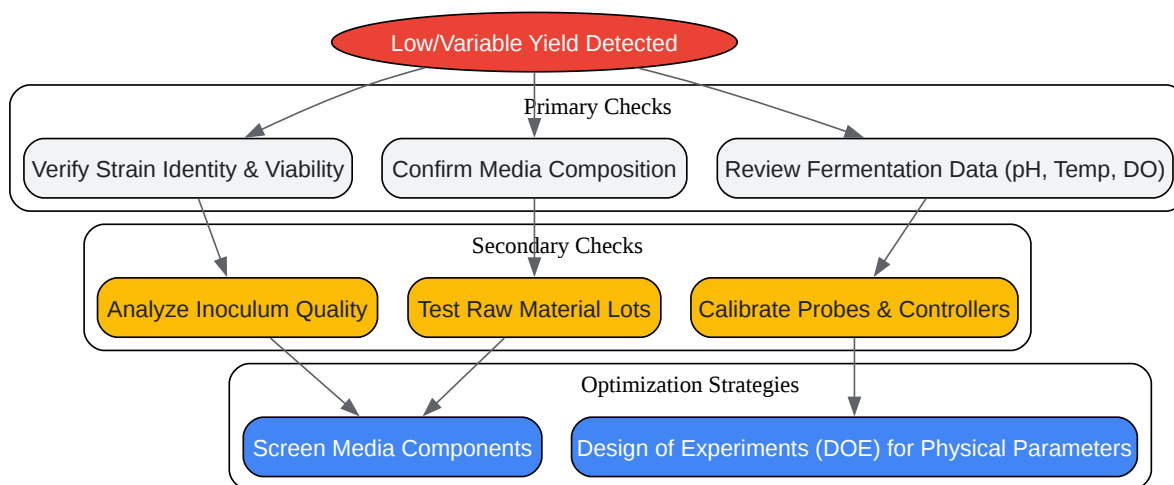 Low/Variable Yield Detected
Primary Checks
Verify Strain Identity & Viability
Confirm Media Composition
Review Fermentation Data (pH, Temp, DO)
Secondary Checks
Analyze Inoculum Quality
Test Raw Material Lots
Calibrate Probes & Controllers
Optimization Strategies
Screen Media Components
Design of Experiments (DOE) for Physical Parameters